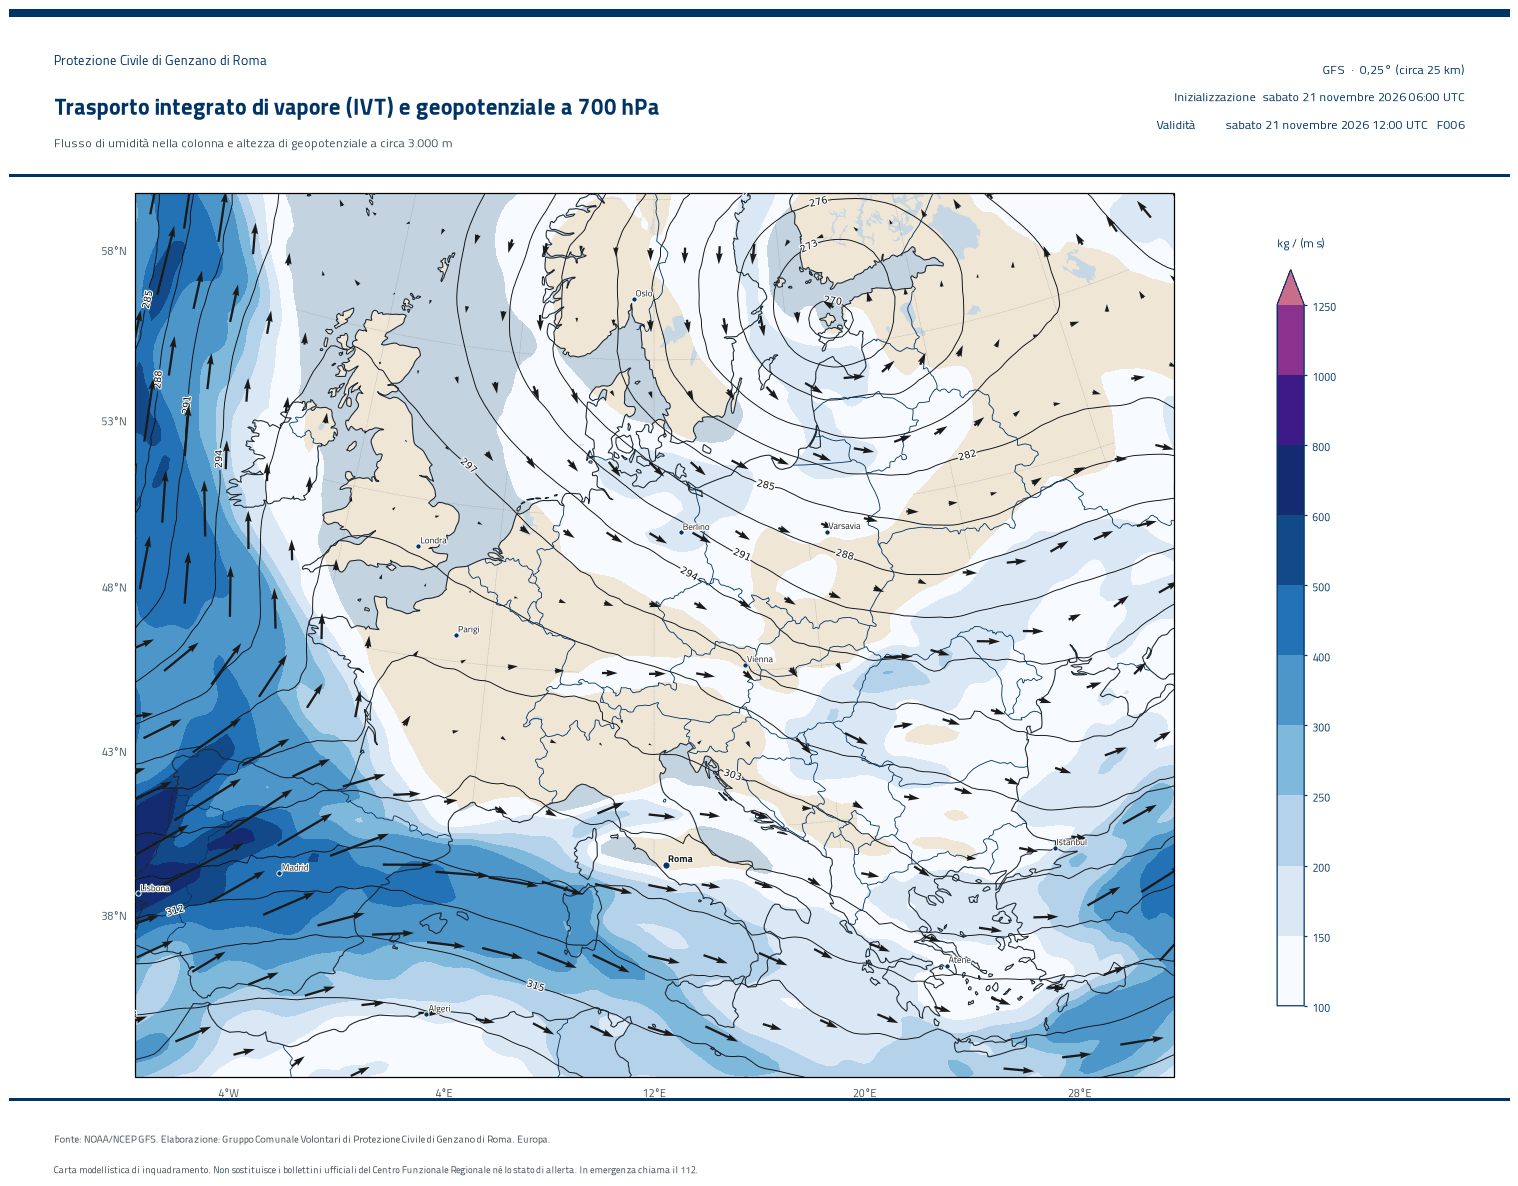 Protezione Civile di Genzano di Roma
Trasporto integrato di vapore (IVT) e geopotenziale a 700 hPa
Flusso di umidità nella colonna e altezza di geopotenziale a circa 3.000 m
GFS · 0,25° (circa 25 km)
Inizializzazione sabato 21 novembre 2026 06:00 UTC
Validità sabato 21 novembre 2026 12:00 UTC F006
kg / (m s)
1250
1000
800
600
500
400
300
250
200
150
100
58°N
53°N
48°N
43°N
38°N
4°W
4°E
12°E
20°E
28°E
276
273
270
285
288
291
294
297
282
285
288
291
294
303
312
315
Oslo
Londra
Berlino
Varsavia
Parigi
Vienna
Roma
Madrid
Lisbona
Istanbul
Atene
Algeri
Fonte: NOAA/NCEP GFS. Elaborazione: Gruppo Comunale Volontari di Protezione Civile di Genzano di Roma. Europa.
Carta modellistica di inquadramento. Non sostituisce i bollettini ufficiali del Centro Funzionale Regionale né lo stato di allerta. In emergenza chiama il 112.